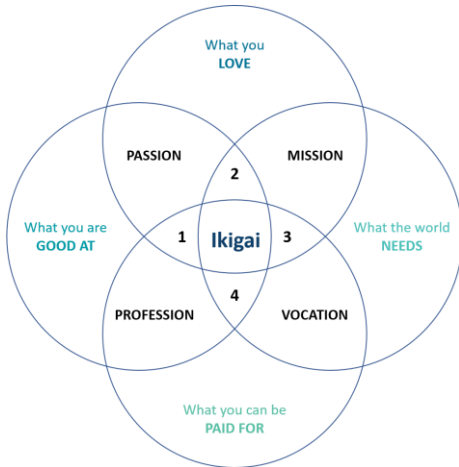 What you
LOVE
PASSION
MISSION
2
What you are
GOOD AT
1
Ikigai
3
What the world
NEEDS
4
PROFESSION
VOCATION
What you can be
PAID FOR